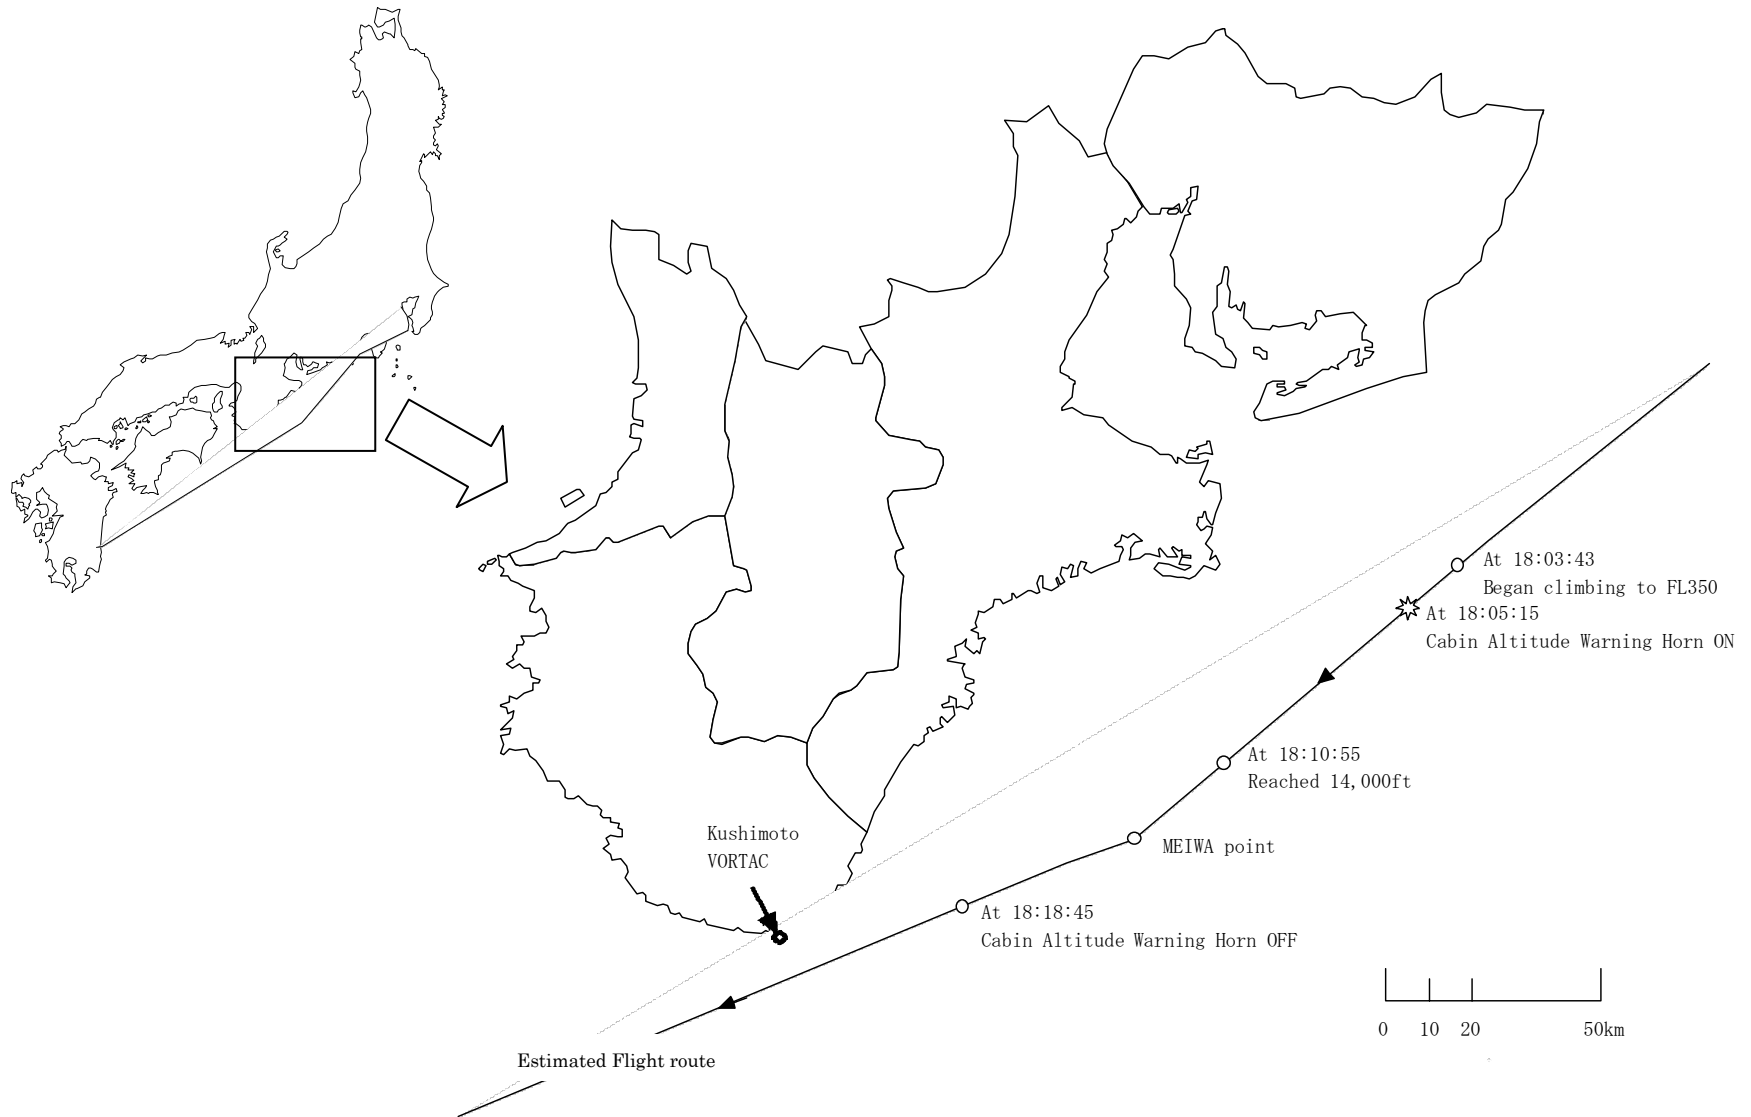 At 18:03:43
Began climbing to FL350
At 18:05:15
Cabin Altitude Warning Horn ON
At 18:10:55
Reached 14,000ft
Kushimoto
VORTAC
MEIWA point
At 18:18:45
Cabin Altitude Warning Horn OFF
0 10 20 50km
Estimated Flight route